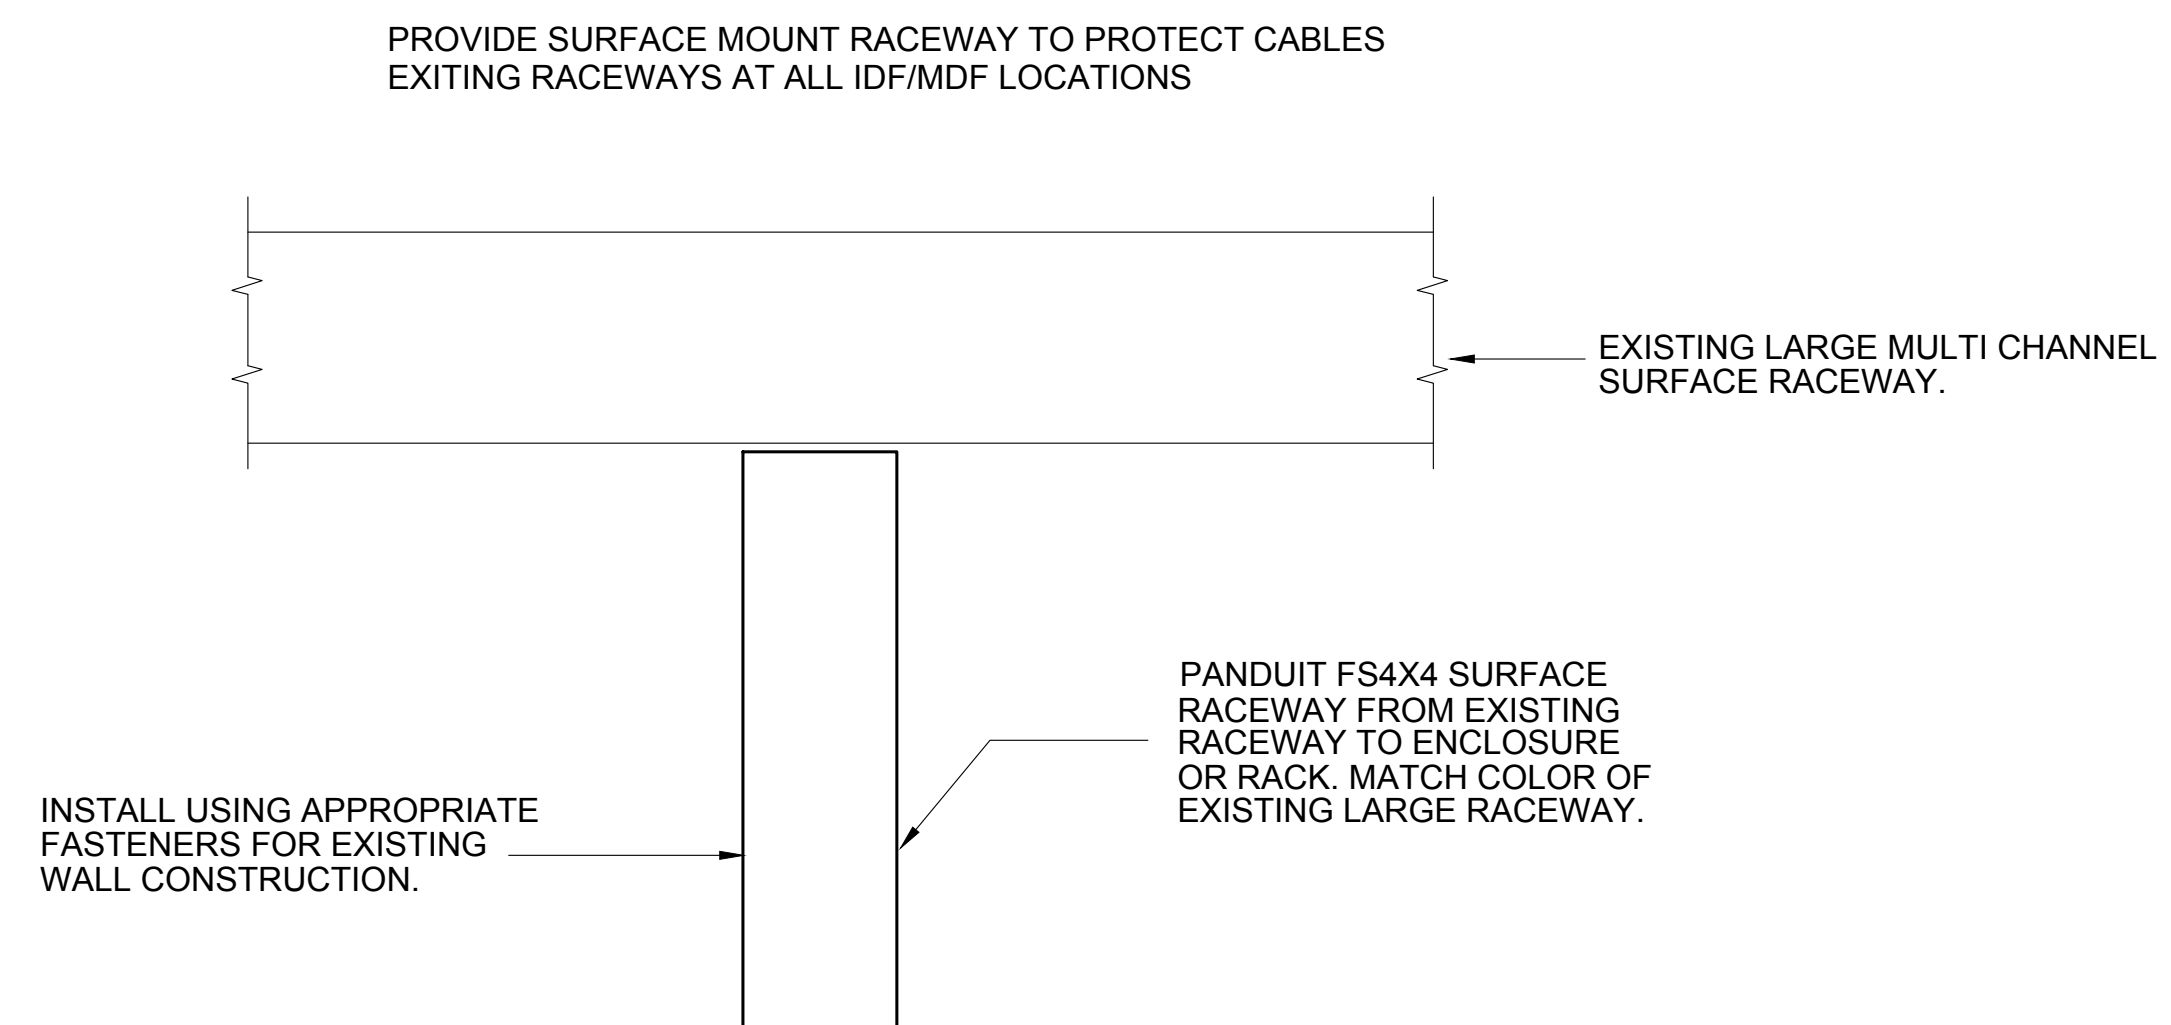 PROVIDE SURFACE MOUNT RACEWAY TO PROTECT CABLES
EXITING RACEWAYS AT ALL IDF/MDF LOCATIONS
EXISTING LARGE MULTI CHANNEL
SURFACE RACEWAY.
PANDUIT FS4X4 SURFACE
RACEWAY FROM EXISTING
RACEWAY TO ENCLOSURE
OR RACK. MATCH COLOR OF
EXISTING LARGE RACEWAY.
INSTALL USING APPROPRIATE
FASTENERS FOR EXISTING
WALL CONSTRUCTION.